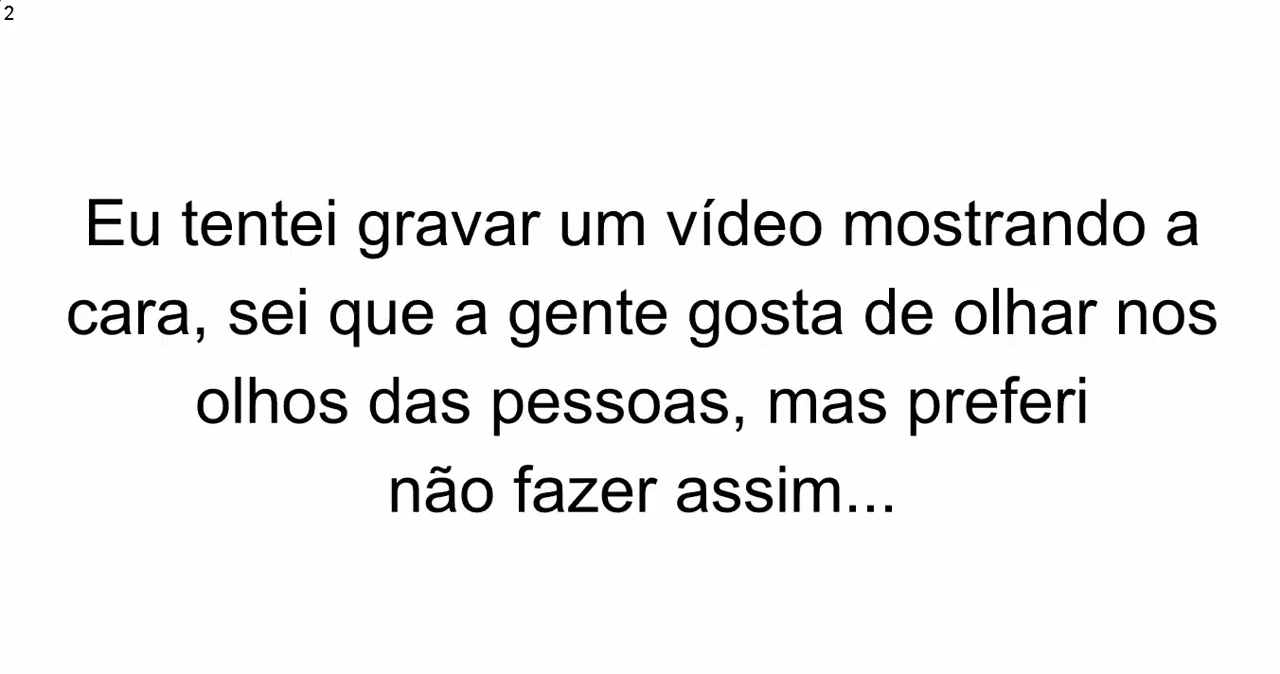 2
Eu tentei gravar um vídeo mostrando a
cara, sei que a gente gosta de olhar nos
olhos das pessoas, mas preferi
não fazer assim...